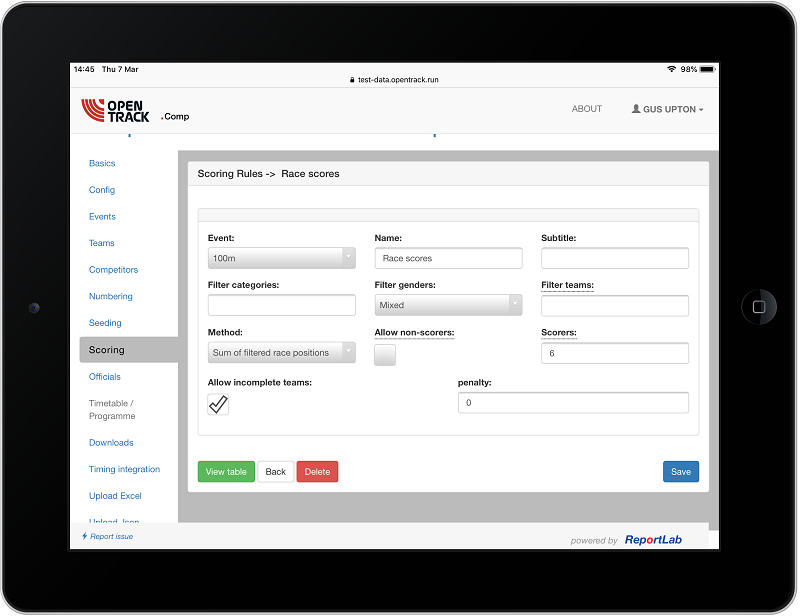 14:45 Thu 7 Mar
98%
test-data.opentrack.run
OPEN
TRACK .Comp
ABOUT
GUS UPTON
Basics
Config
Events
Teams
Competitors
Numbering
Seeding
Scoring
Officials
Timetable /
Programme
Downloads
Timing integration
Upload Excel
Upload Json
Scoring Rules -> Race scores
Event: Name: Subtitle:
100m Race scores
Filter categories: Filter genders: Filter teams:
Mixed
Method: Allow non-scorers: Scorers:
Sum of filtered race positions 6
Allow incomplete teams: penalty:
0
View table Back Delete Save
Report issue
powered by ReportLab